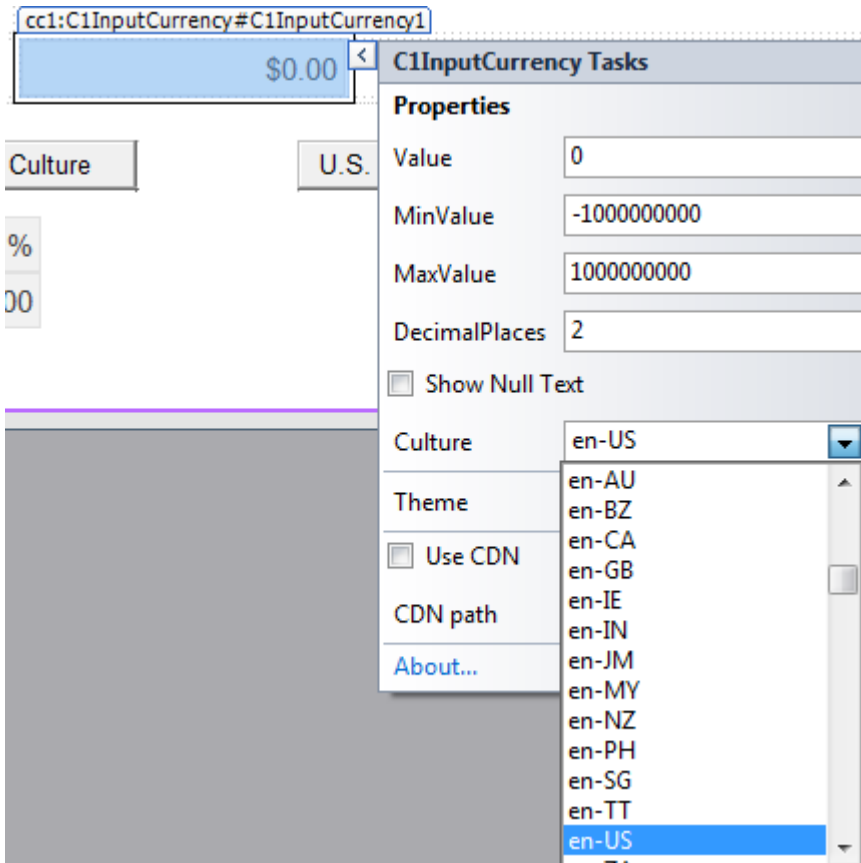 cc1:C1InputCurrency#C1InputCurrency1
$0.00
C1InputCurrency Tasks
Properties
Culture
U.S.
Value 0
MinValue -1000000000
%
MaxValue 1000000000
00
DecimalPlaces 2
Show Null Text
Culture en-US
en-AU
Theme
en-BZ
en-CA
Use CDN
en-GB
en-IE
CDN path
en-IN
en-JM
About...
en-MY
en-NZ
en-PH
en-SG
en-TT
en-US